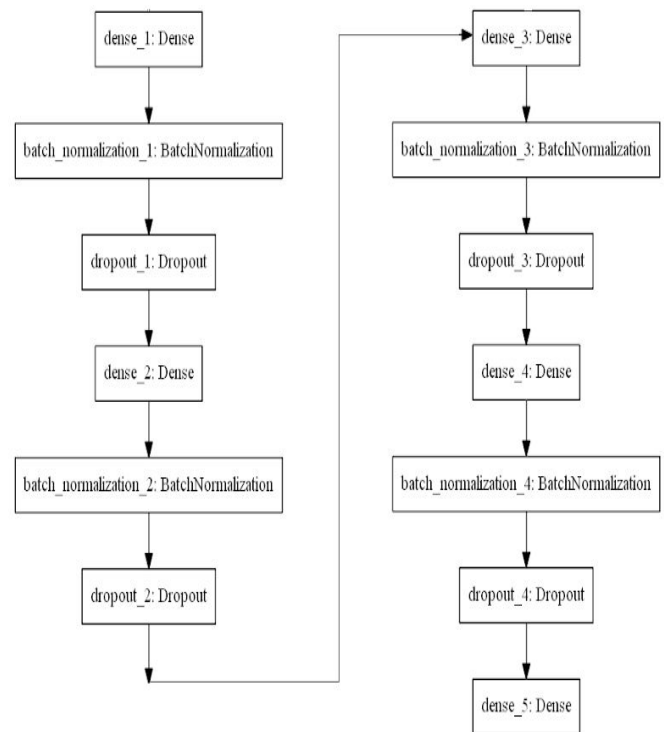 dense_1: Dense
batch_normalization_1: BatchNormalization
dropout_1: Dropout
dense_2: Dense
batch_normalization_2: BatchNormalization
dropout_2: Dropout
dense_3: Dense
batch_normalization_3: BatchNormalization
dropout_3: Dropout
dense_4: Dense
batch_normalization_4: BatchNormalization
dropout_4: Dropout
dense_5: Dense